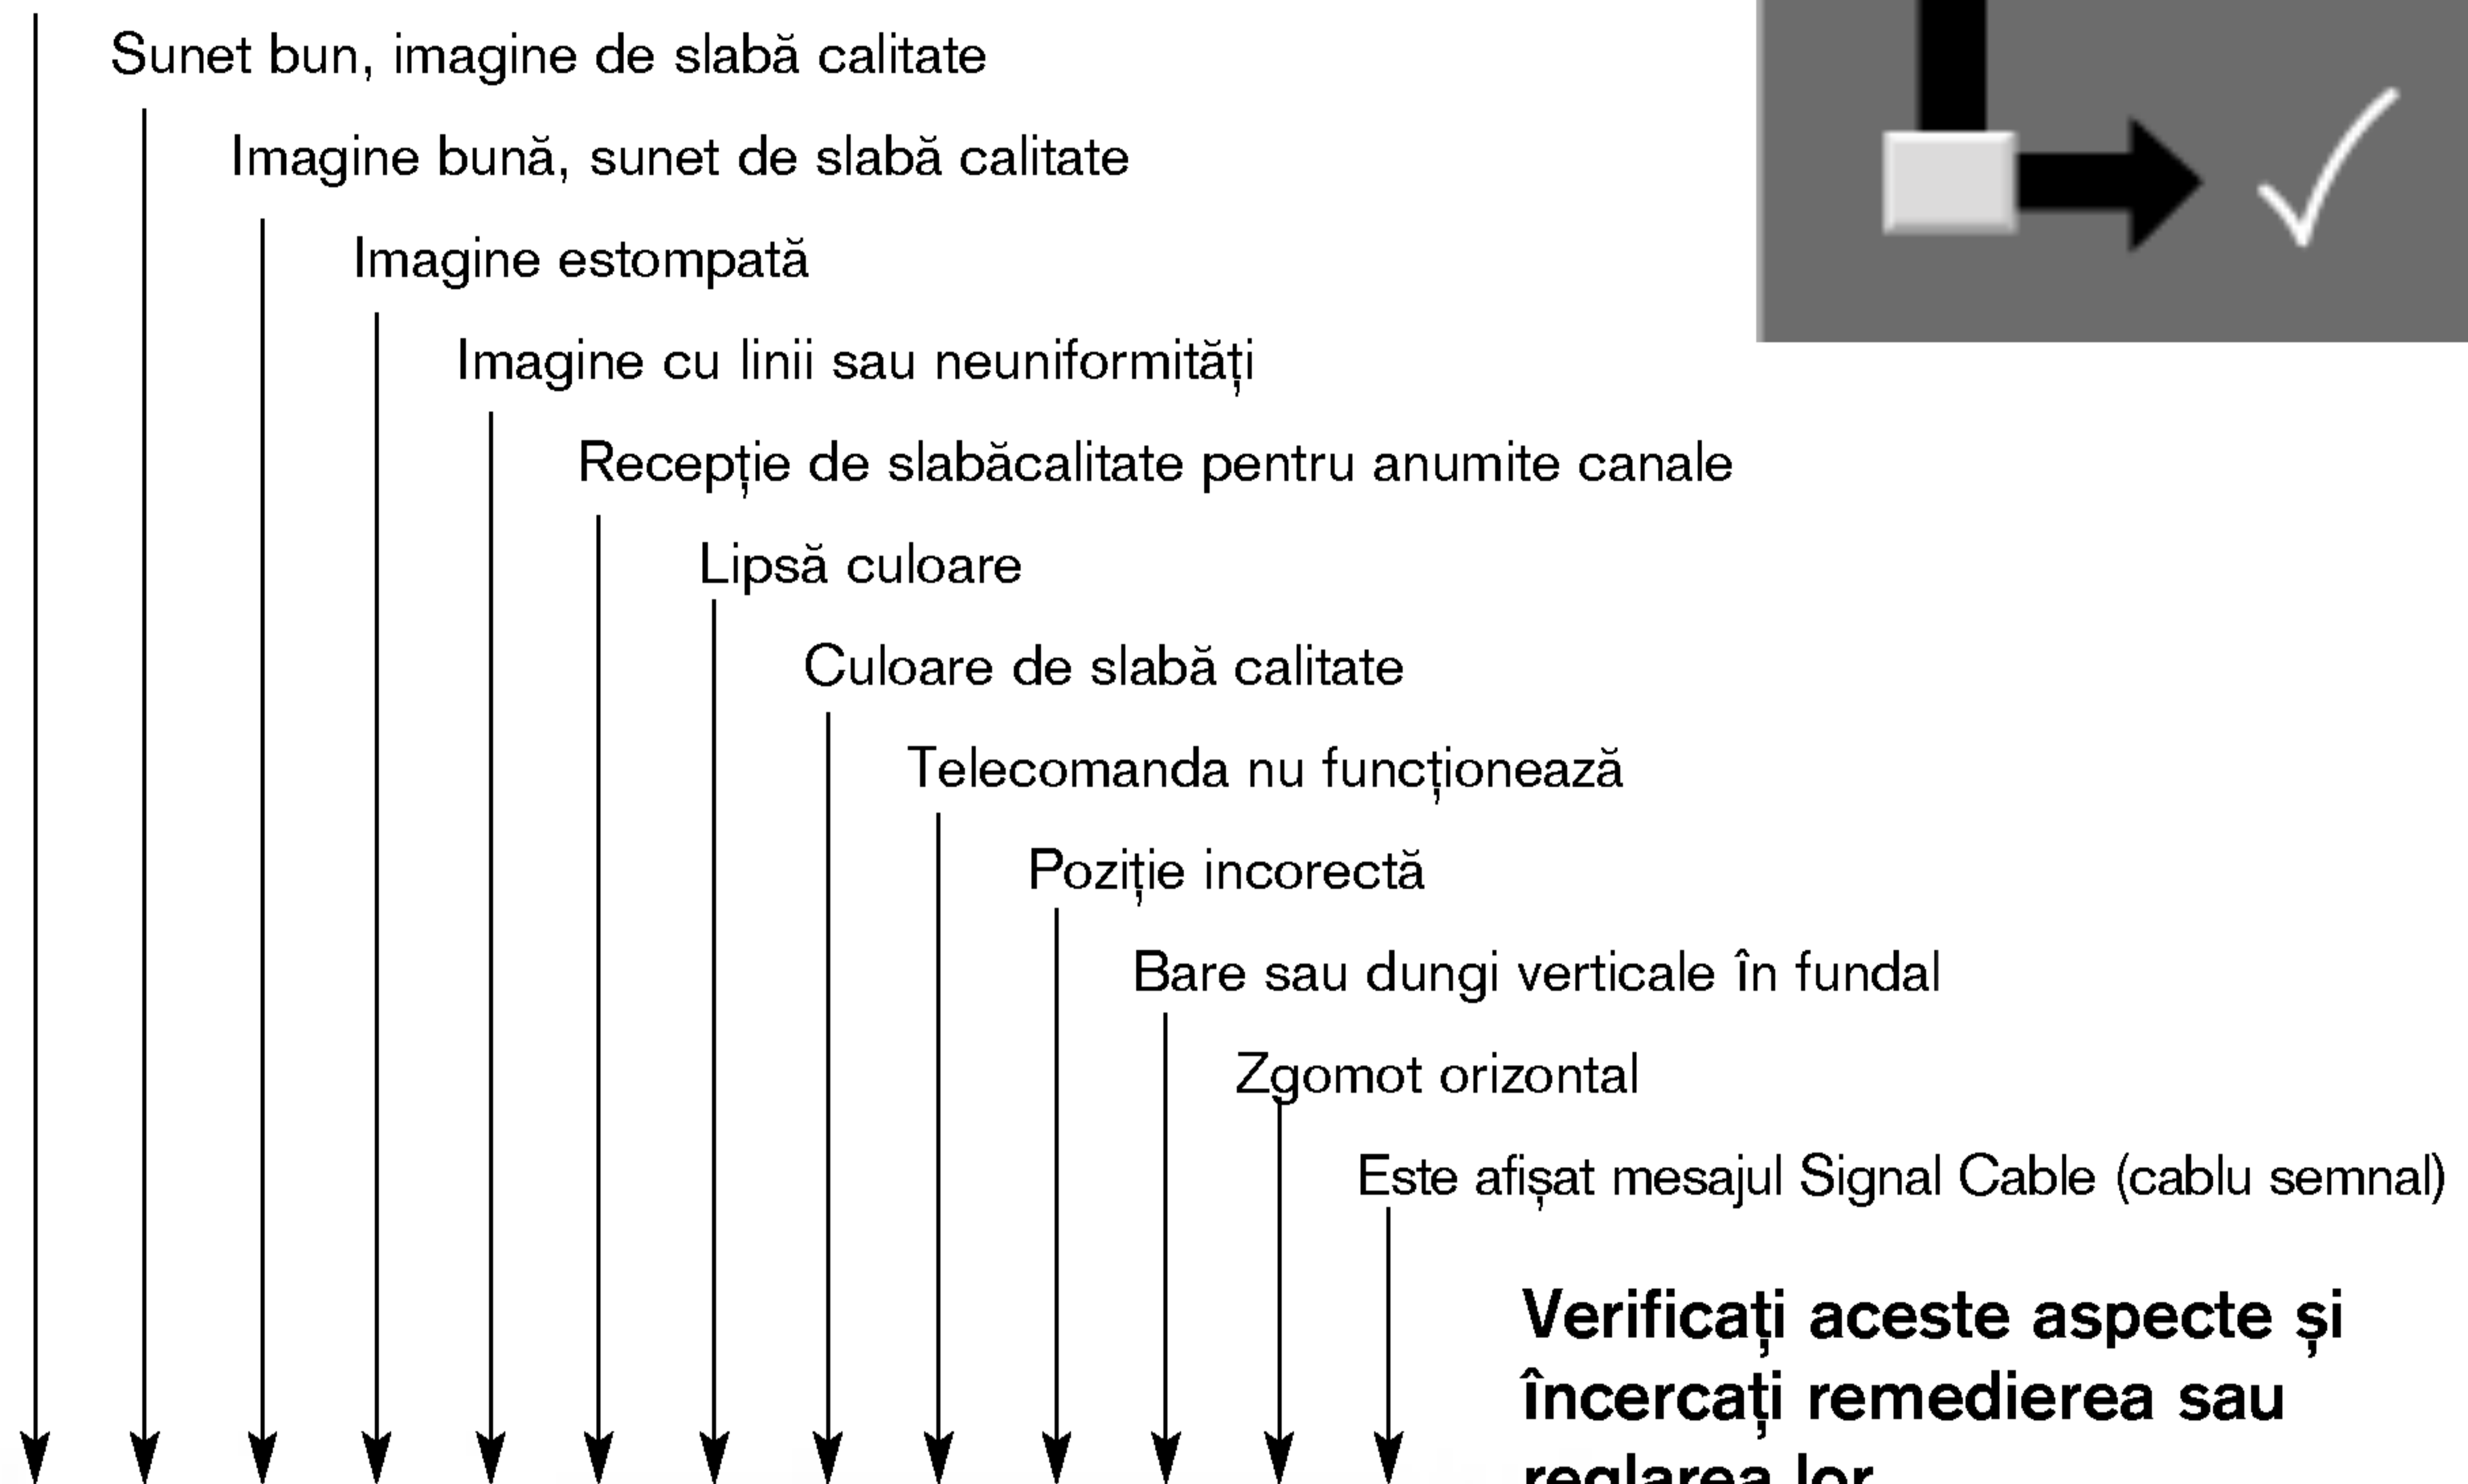 Sunet bun, imagine de slabă calitate
Imagine bună, sunet de slabă calitate
Imagine estompată
Imagine cu linii sau neuniformități
Recepție de slabăcalitate pentru anumite canale
Lipsă culoare
Culoare de slabă calitate
Telecomanda nu funcționează
Poziție incorectă
Bare sau dungi verticale în fundal
Zgomot orizontal
Este afișat mesajul Signal Cable (cablu semnal)
Verificați aceste aspecte și
încercați remedierea sau
reglarea lor